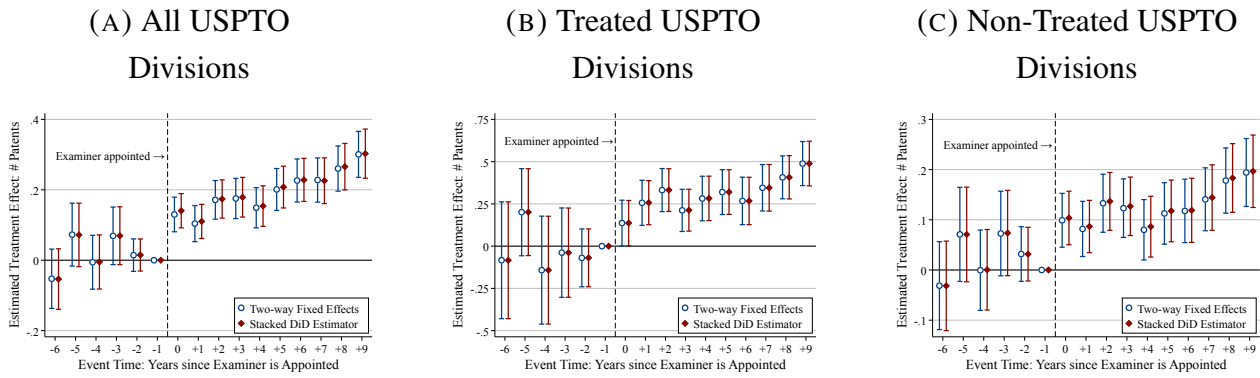 (A) All USPTO
Divisions
Estimated Treatment Effect: # Patents
.4
.2
0
-.2
Examiner appointed →
Two-way Fixed Effects
Stacked DiD Estimator
-6 -5 -4 -3 -2 -1 0 +1 +2 +3 +4 +5 +6 +7 +8 +9
Event Time: Years since Examiner is Appointed
(B) Treated USPTO
Divisions
Estimated Treatment Effect: # Patents
.75
.5
.25
0
-.25
-.5
Examiner appointed →
Two-way Fixed Effects
Stacked DiD Estimator
-6 -5 -4 -3 -2 -1 0 +1 +2 +3 +4 +5 +6 +7 +8 +9
Event Time: Years since Examiner is Appointed
(C) Non-Treated USPTO
Divisions
Estimated Treatment Effect: # Patents
.3
.2
.1
0
-.1
Examiner appointed →
Two-way Fixed Effects
Stacked DiD Estimator
-6 -5 -4 -3 -2 -1 0 +1 +2 +3 +4 +5 +6 +7 +8 +9
Event Time: Years since Examiner is Appointed